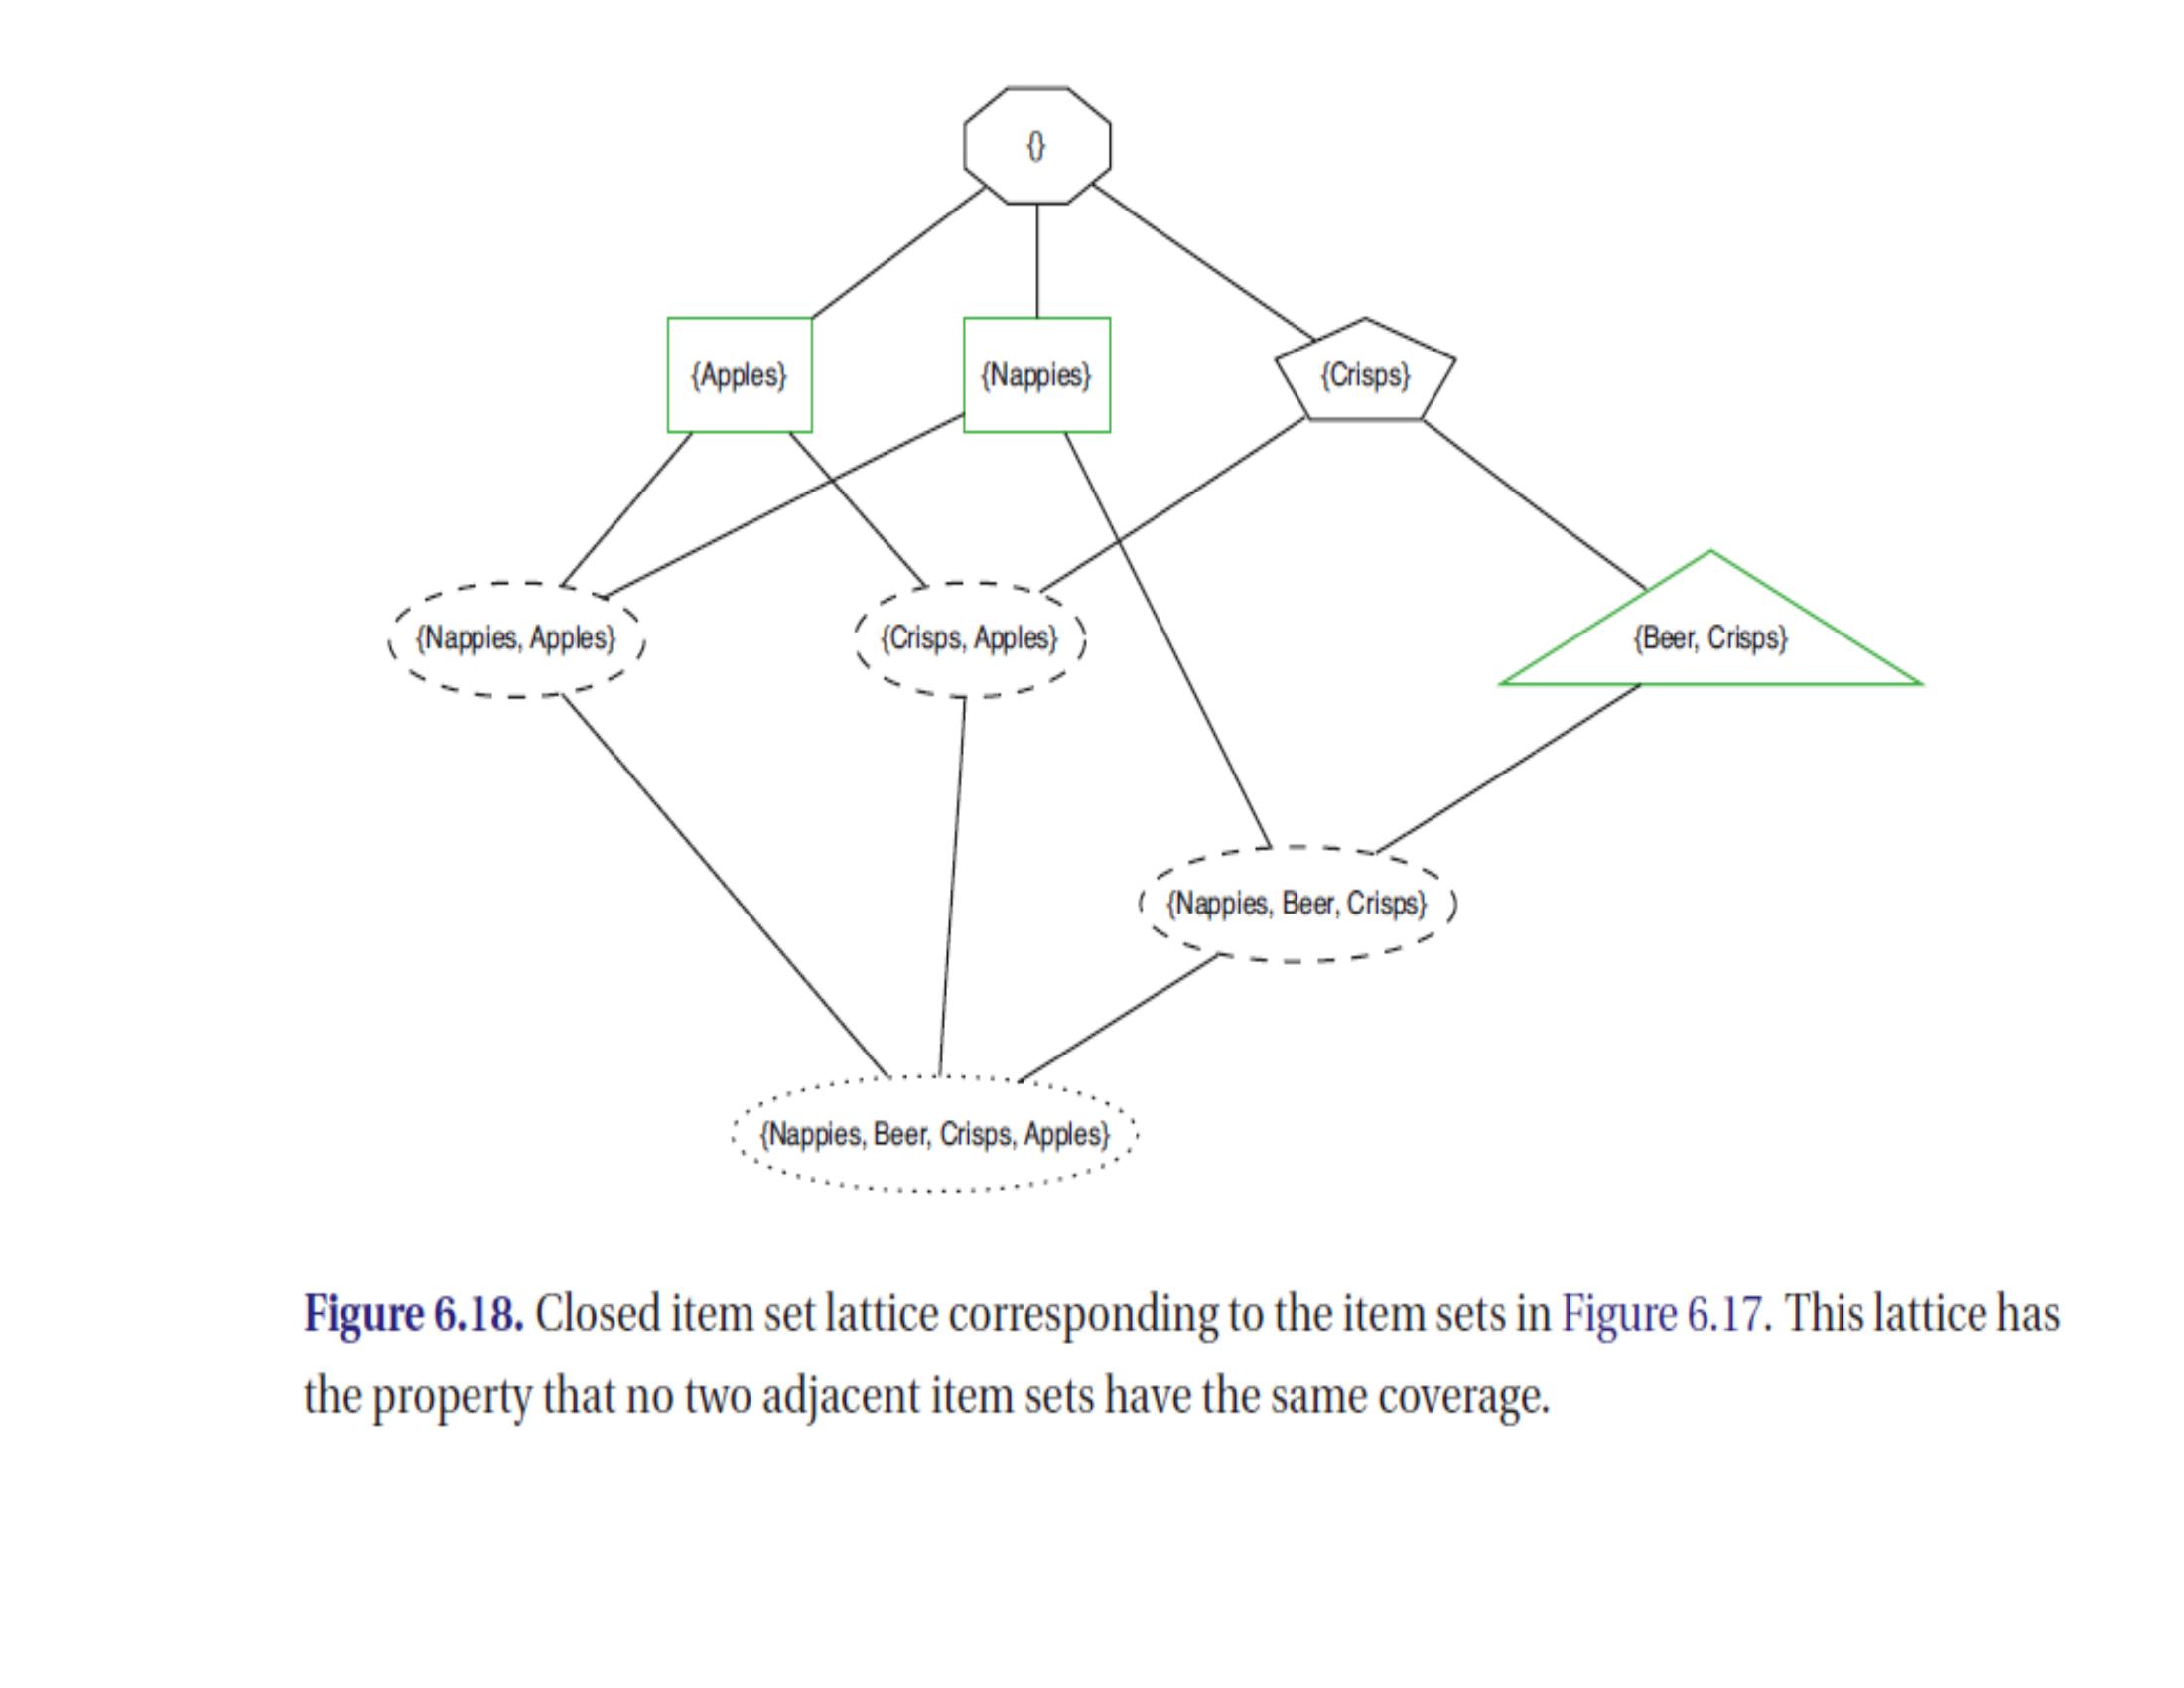 {}
{Apples}
{Nappies}
{Crisps}
{Nappies, Apples}
{Crisps, Apples}
{Beer, Crisps}
{Nappies, Beer, Crisps}
{Nappies, Beer, Crisps, Apples}
Figure 6.18. Closed item set lattice corresponding to the item sets in Figure 6.17. This lattice has
the property that no two adjacent item sets have the same coverage.